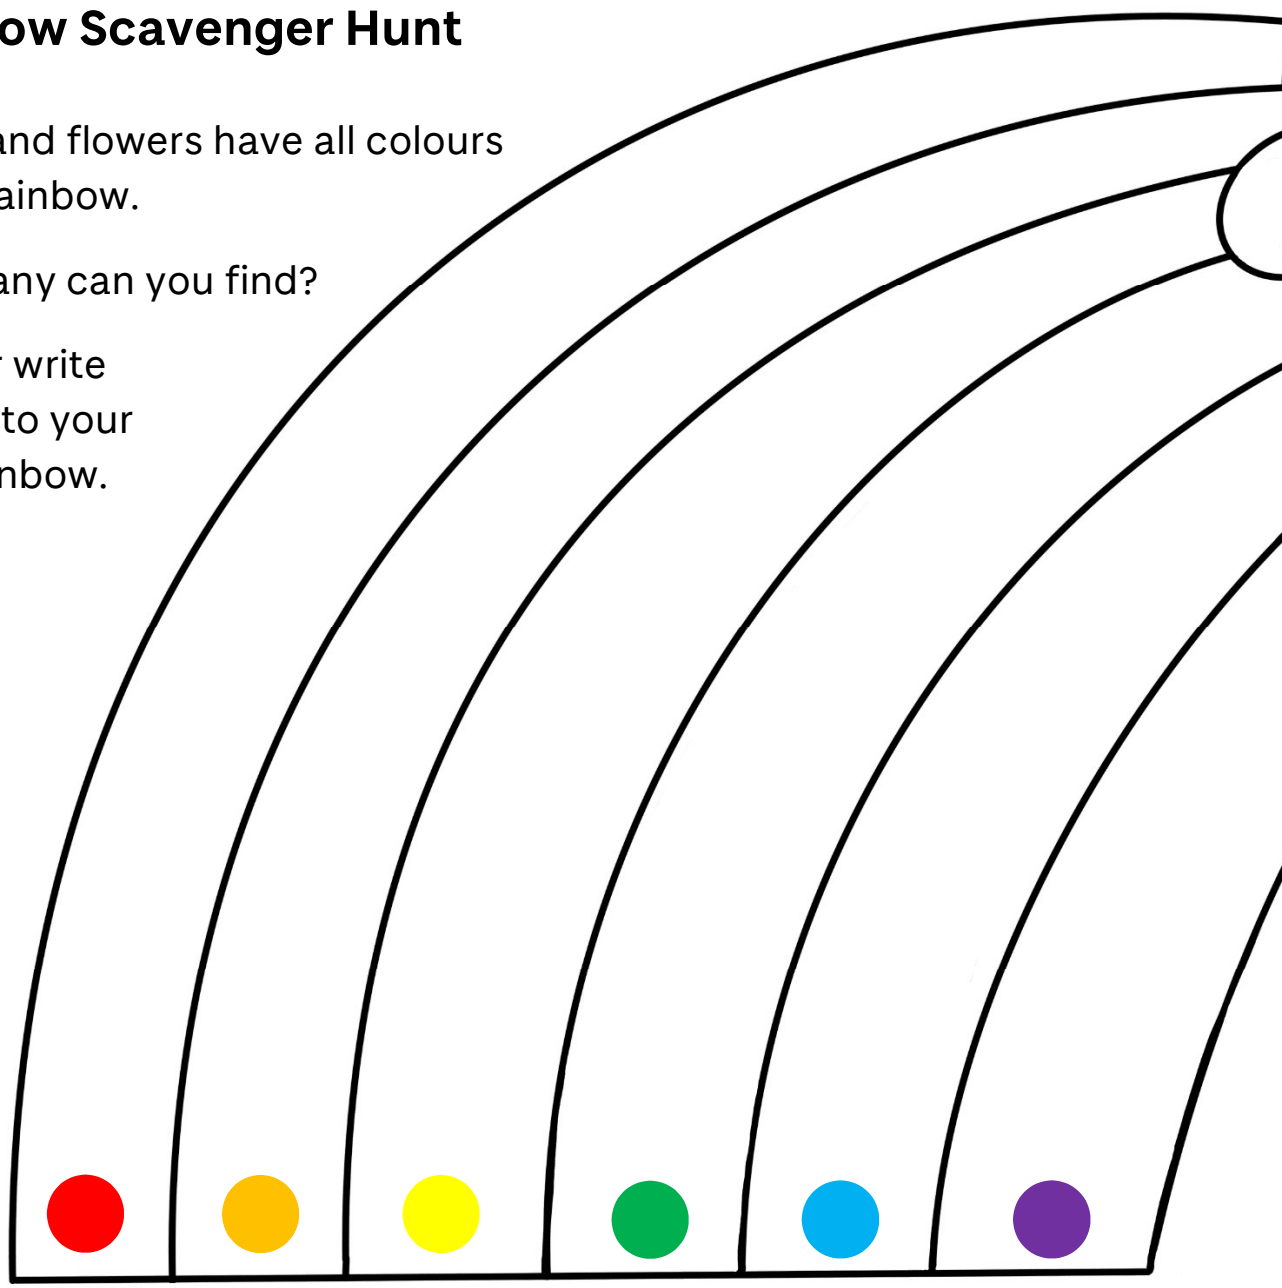 ow Scavenger Hunt
and flowers have all colours
ainbow.
any can you find?
r write
to your
nbow.